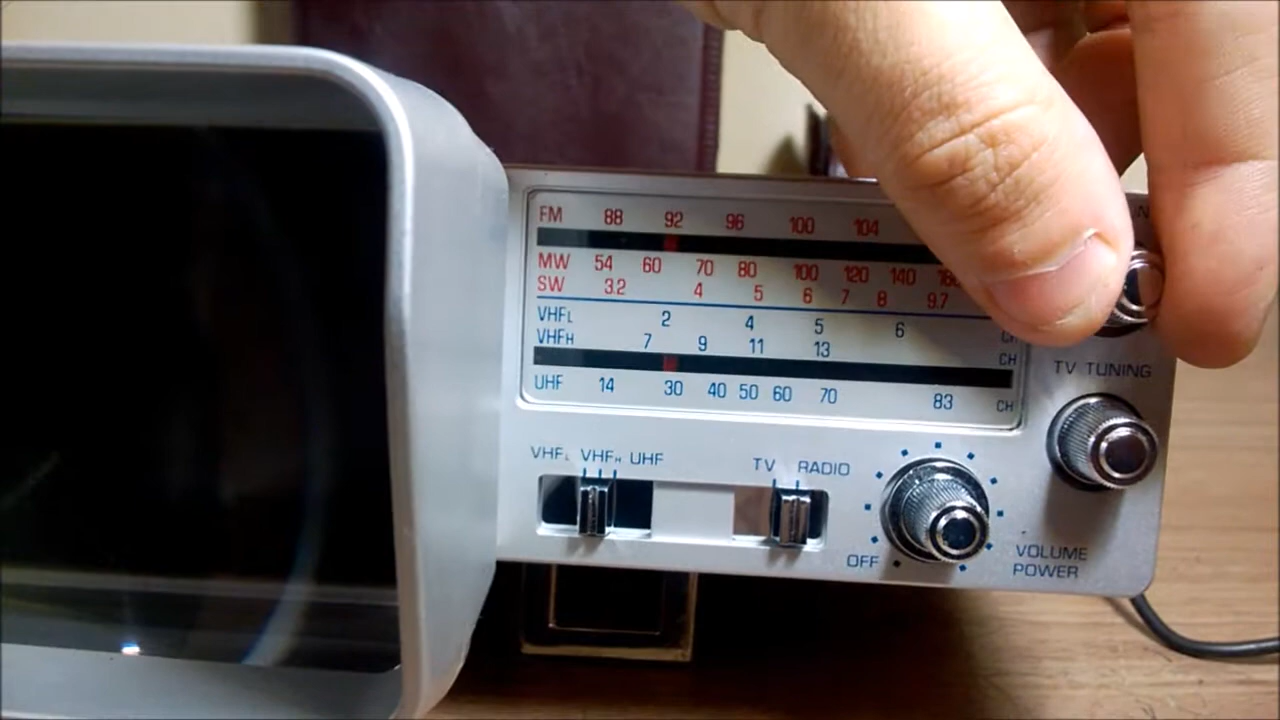 FM 88 92 96 100 104
MW 54 60 70 80 100 120 140
SW 3.2 4 5 6 7 8 9.7
VHFL 2 4 5 6 CH
VHFH 7 9 11 13 CH
UHF 14 30 40 50 60 70 83 CH
TV TUNING
VHFL VHFH UHF
TV RADIO
OFF
VOLUME
POWER